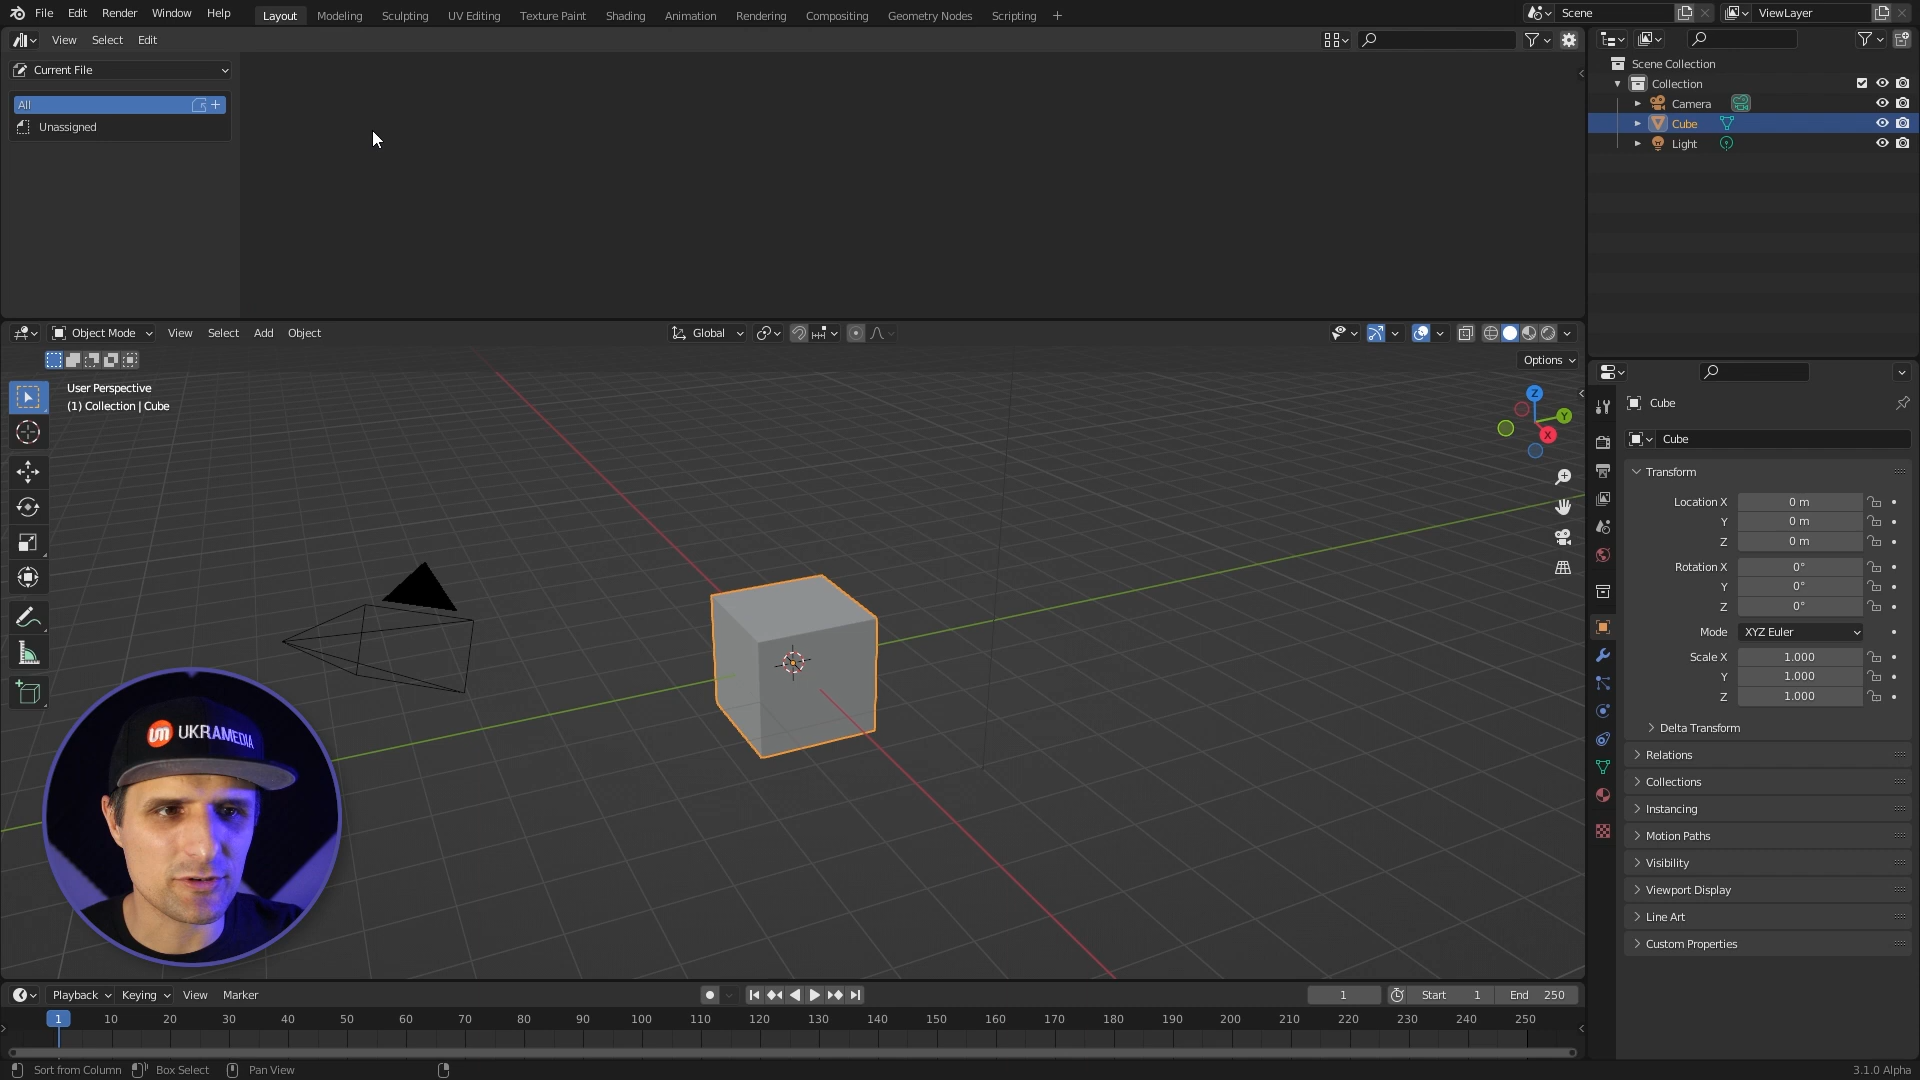 File Edit Render Window Help
Layout Modeling Sculpting UV Editing Texture Paint Shading Animation Rendering Compositing Geometry Nodes Scripting +
Scene
ViewLayer
View Select Edit
Current File
All
Unassigned
Scene Collection
Collection
Camera
Cube
Light
Object Mode View Select Add Object
Global
Options
User Perspective
(1) Collection | Cube
Z
Y
X
UKRAMEDIA
Cube
Cube
Transform
Location X 0 m
Y 0 m
Z 0 m
Rotation X 0°
Y 0°
Z 0°
Mode XYZ Euler
Scale X 1.000
Y 1.000
Z 1.000
Delta Transform
Relations
Collections
Instancing
Motion Paths
Visibility
Viewport Display
Line Art
Custom Properties
Playback Keying View Marker
1 Start 1 End 250
1 10 20 30 40 50 60 70 80 90 100 110 120 130 140 150 160 170 180 190 200 210 220 230 240 250
Sort from Column Box Select Pan View
3.1.0 Alpha